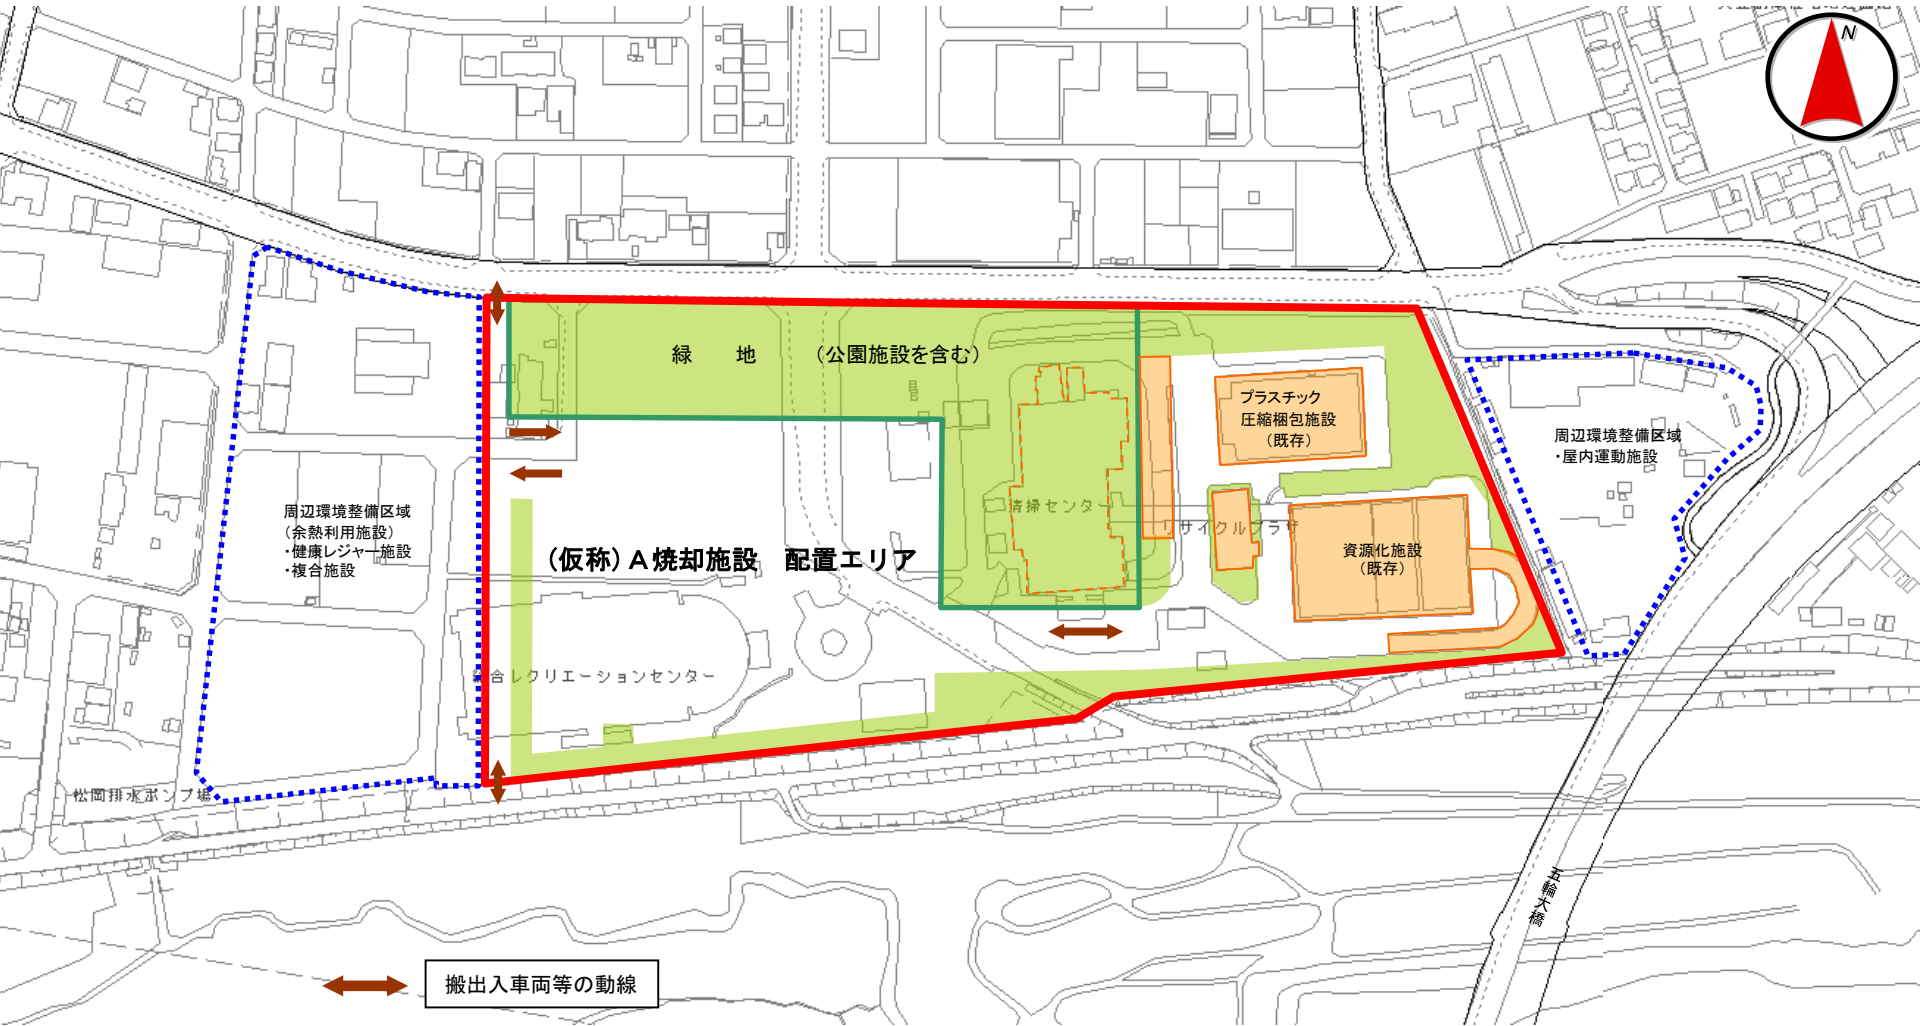 N
緑 地 （公園施設を含む）
プラスチック
圧縮梱包施設
（既存）
周辺環境整備区域
・屋内運動施設
清掃センター
リサイクルプラザ
周辺環境整備区域
（余熱利用施設）
・健康レジャー施設
・複合施設
（仮称）Ａ焼却施設 配置エリア
資源化施設
（既存）
総合レクリエーションセンター
松岡排水ポンプ場
五輪大橋
搬出入車両等の動線